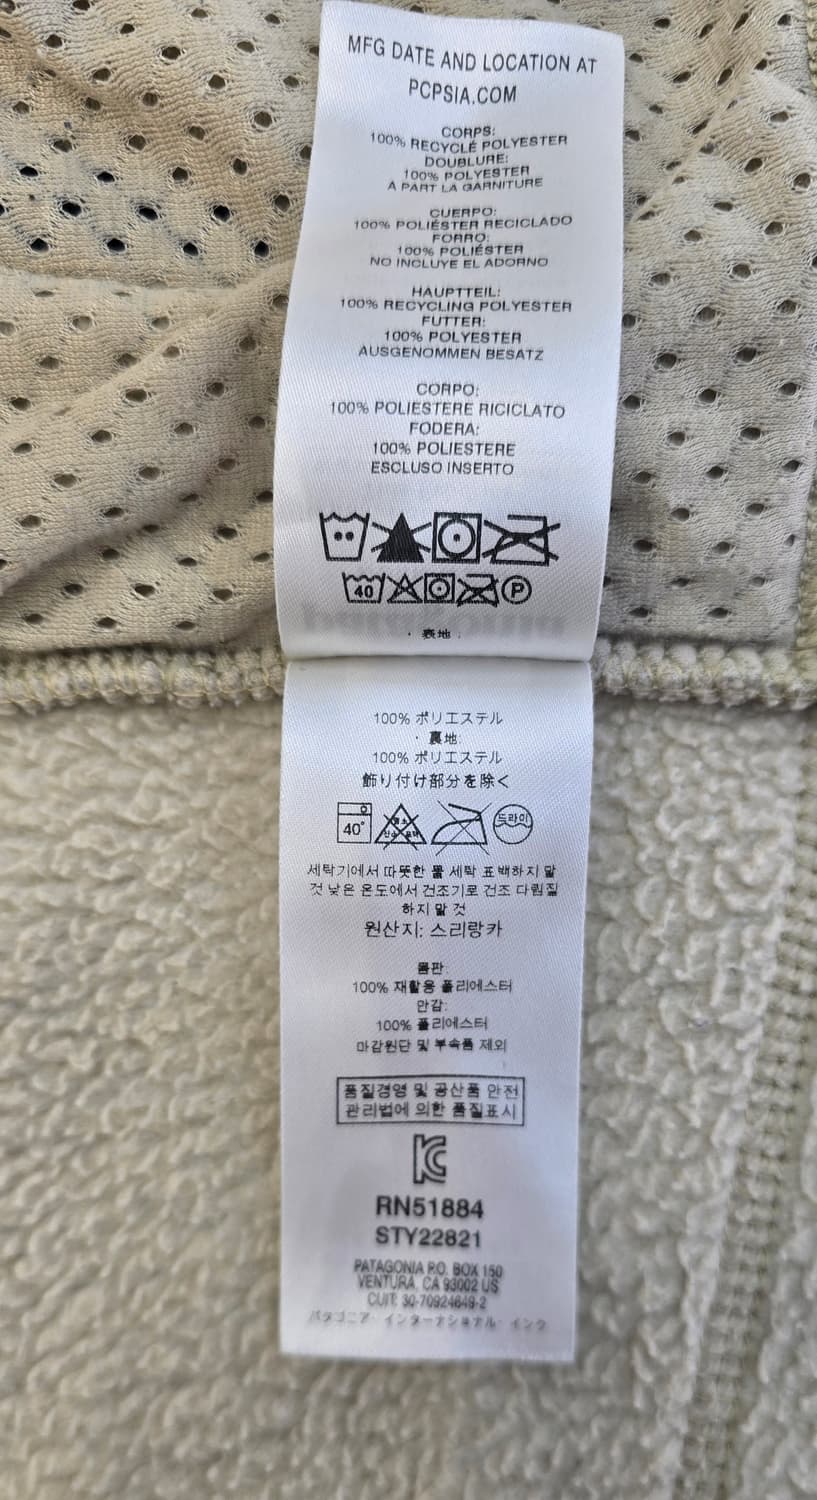 MFG DATE AND LOCATION AT
PCPSIA.COM
CORPS:
100% RECYCLÉ POLYESTER
DOUBLURE:
100% POLYESTER
À PART LA GARNITURE
CUERPO:
100% POLIÉSTER RECICLADO
FORRO:
100% POLIÉSTER
NO INCLUYE EL ADORNO
HAUPTTEIL:
100% RECYCLING POLYESTER
FUTTER:
100% POLYESTER
AUSGENOMMEN BESATZ
CORPO:
100% POLIESTERE RICICLATO
FODERA:
100% POLIESTERE
ESCLUSO INSERTO
40 P
・表地:
100% ポリエステル
・裏地:
100% ポリエステル
飾り付け部分を除く
40° 드라이
세탁기에서 따뜻한 물 세탁 표백하지 말
것 낮은 온도에서 건조기로 건조 다림질
하지 말 것
원산지: 스리랑카
몸판:
100% 재활용 폴리에스터
안감:
100% 폴리에스터
마감원단 및 부속품 제외
품질경영 및 공산품 안전
관리법에 의한 품질표시
KC
RN51884
STY22821
PATAGONIA P.O. BOX 150
VENTURA, CA 93002 US
CUIT: 30-70924649-2
パタゴニア・インターナショナル・インク